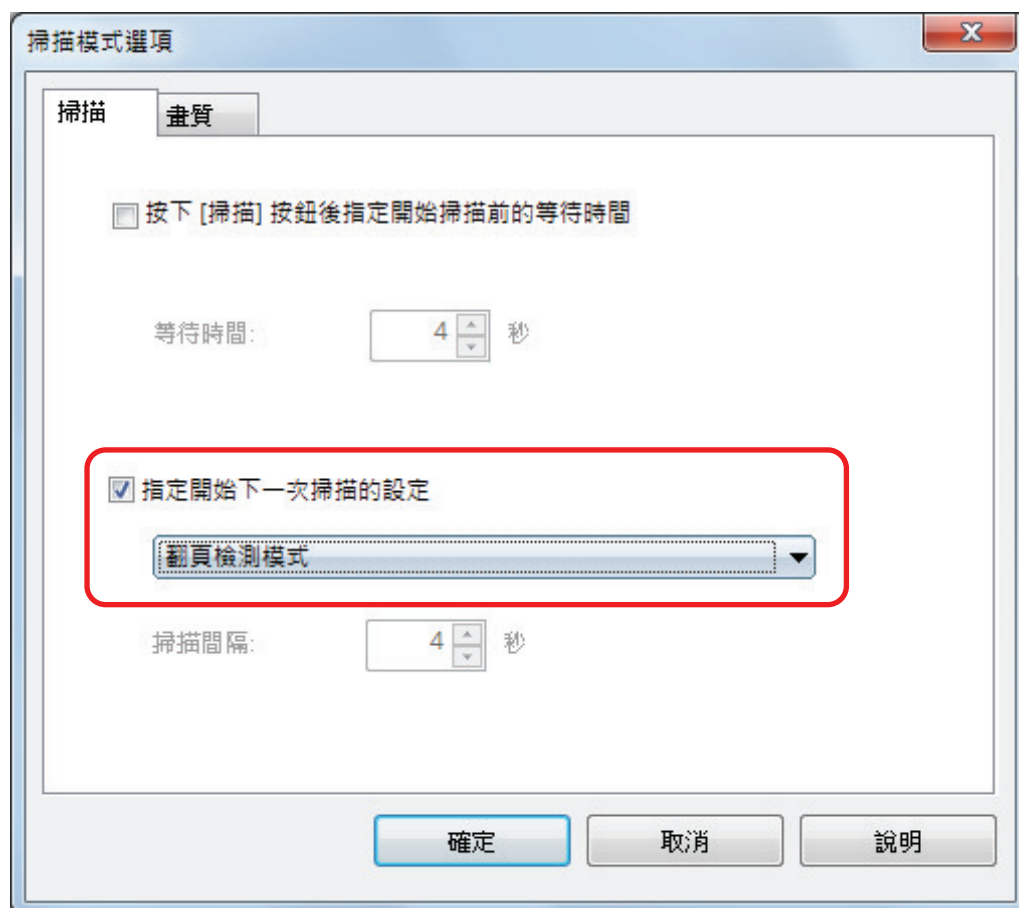 掃描模式選項
掃描
畫質
按下 [掃描] 按鈕後指定開始掃描前的等待時間
等待時間: 4 秒
指定開始下一次掃描的設定
翻頁檢測模式
掃描間隔: 4 秒
確定 取消 說明